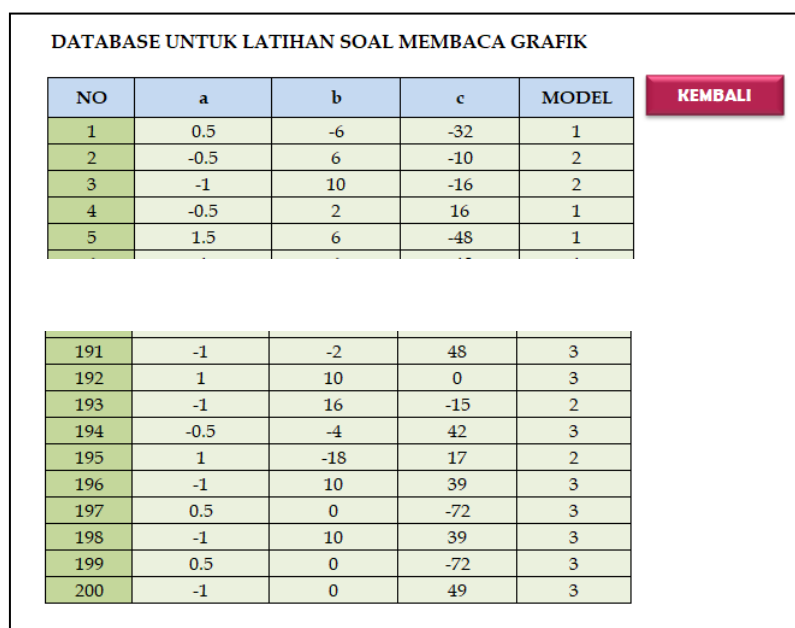 DATABASE UNTUK LATIHAN SOAL MEMBACA GRAFIK
NO a b c MODEL KEMBALI
1 0.5 -6 -32 1
2 -0.5 6 -10 2
3 -1 10 -16 2
4 -0.5 2 16 1
5 1.5 6 -48 1
191 -1 -2 48 3
192 1 10 0 3
193 -1 16 -15 2
194 -0.5 -4 42 3
195 1 -18 17 2
196 -1 10 39 3
197 0.5 0 -72 3
198 -1 10 39 3
199 0.5 0 -72 3
200 -1 0 49 3